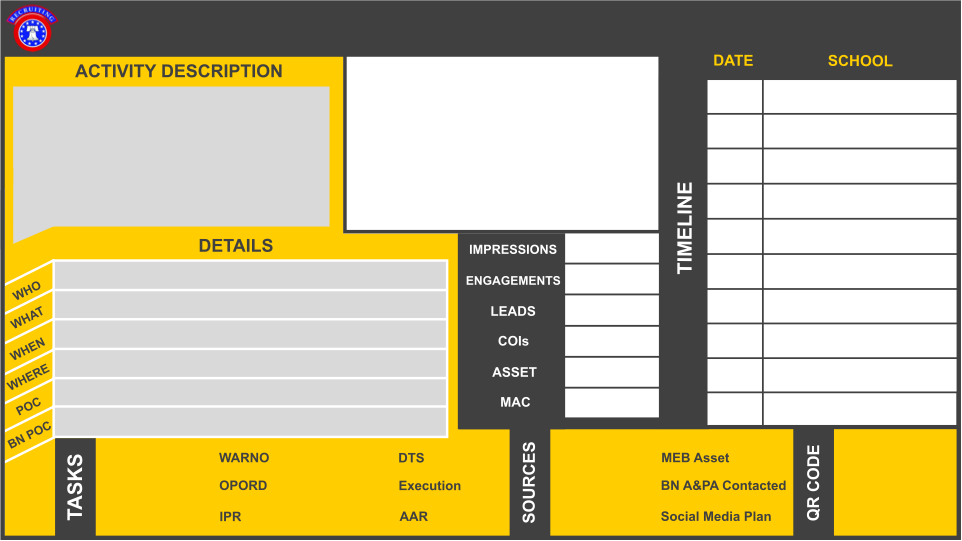 RECRUITING
ACTIVITY DESCRIPTION
DETAILS
WHO
WHAT
WHEN
WHERE
POC
BN POC
IMPRESSIONS
ENGAGEMENTS
LEADS
COIs
ASSET
MAC
TIMELINE
DATE SCHOOL
TASKS
WARNO DTS
OPORD Execution
IPR AAR
SOURCES
MEB Asset
BN A&PA Contacted
Social Media Plan
QR CODE